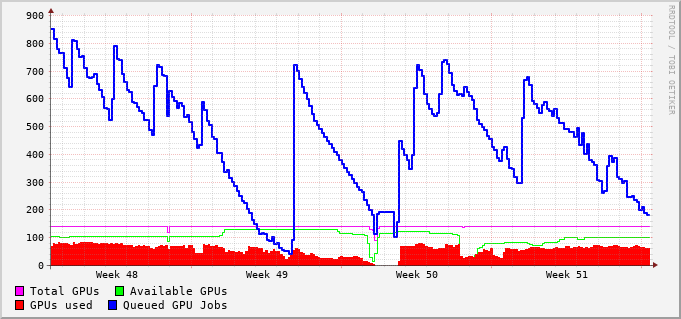 900
800
700
600
500
400
300
200
100
0
Week 48 Week 49 Week 50 Week 51
Total GPUs Available GPUs
GPUs used Queued GPU Jobs
RRDTOOL / TOBI OETIKER